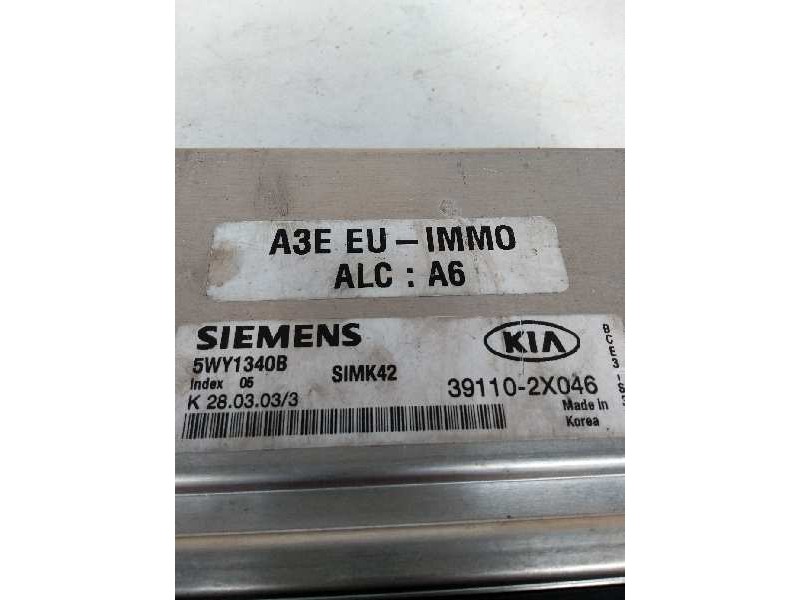 A3E EU - IMMO
ALC : A6
SIEMENS
KIA
5WY1340B
SIMK42
Index 05
39110-2X046
K 28.03.03/3
Made in
Korea